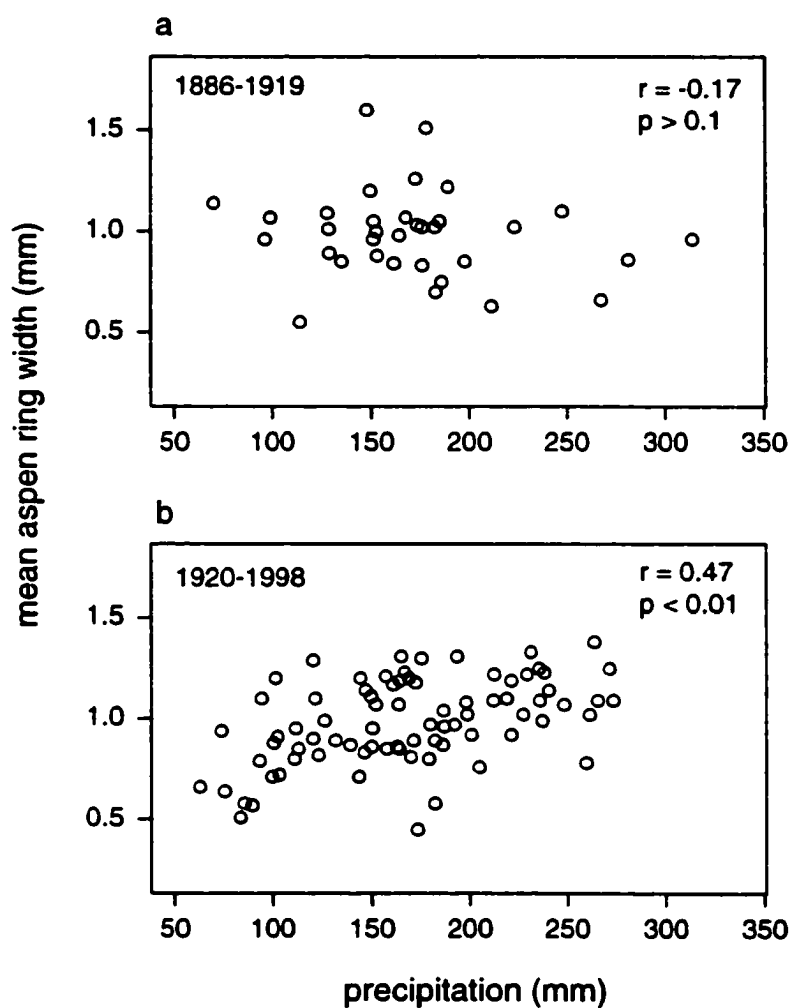 a
1886-1919
r = -0.17
p > 0.1
1.5
1.0
0.5
50 100 150 200 250 300 350
b
1920-1998
r = 0.47
p < 0.01
1.5
1.0
0.5
50 100 150 200 250 300 350
mean aspen ring width (mm)
precipitation (mm)